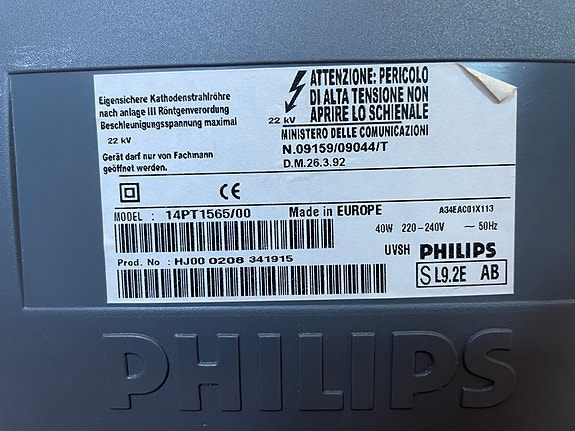 Eigensichere Kathodenstrahlröhre
nach anlage III Röntgenverordung
Beschleunigungsspannung maximal
22 kV
Gerät darf nur von Fachmann
geöffnet werden.
22 kV
ATTENZIONE: PERICOLO
DI ALTA TENSIONE NON
APRIRE LO SCHIENALE
MINISTERO DELLE COMUNICAZIONI
N.09159/09044/T
D.M.26.3.92
CE
MODEL : 14PT1565/00 Made in EUROPE A34EAC01X113
40W 220-240V ~ 50Hz
UVSH PHILIPS
Prod. No : HJ00 0208 341915
S L9.2E AB
PHILIPS